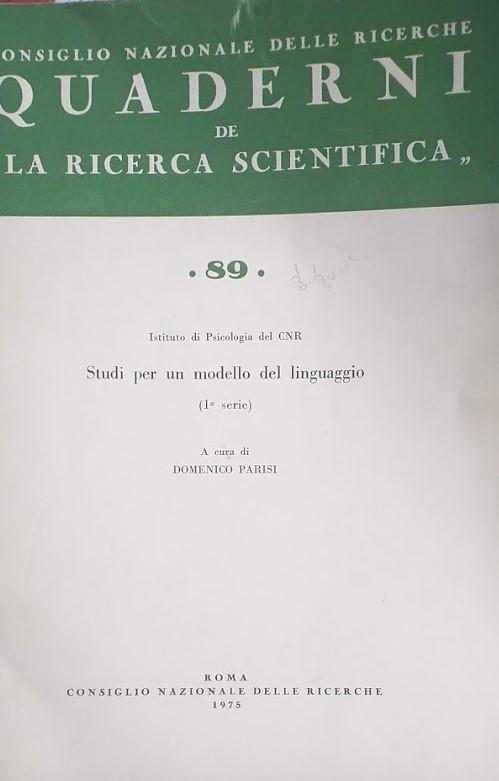 CONSIGLIO NAZIONALE DELLE RICERCHE
QUADERNI
DE
LA RICERCA SCIENTIFICA „
· 89 ·
Istituto di Psicologia del CNR
Studi per un modello del linguaggio
(1ª serie)
A cura di
DOMENICO PARISI
ROMA
CONSIGLIO NAZIONALE DELLE RICERCHE
1975